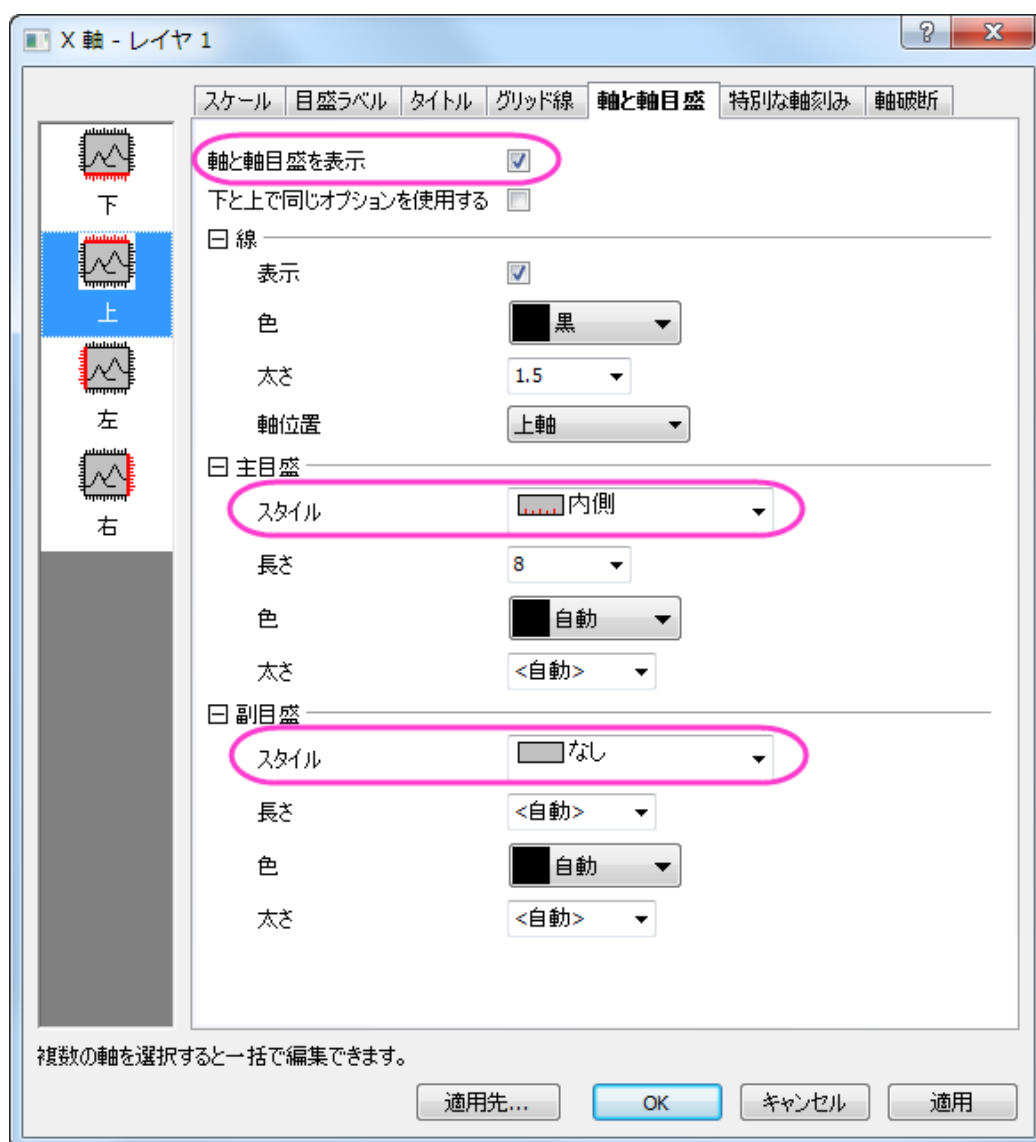 X 軸 - レイヤ 1
スケール 目盛ラベル タイトル グリッド線 軸と軸目盛 特別な軸刻み 軸破断
下
上
左
右
軸と軸目盛を表示
下と上で同じオプションを使用する
線
表示
色 黒
太さ 1.5
軸位置 上軸
主目盛
スタイル 内側
長さ 8
色 自動
太さ <自動>
副目盛
スタイル なし
長さ <自動>
色 自動
太さ <自動>
複数の軸を選択すると一括で編集できます。
適用先... OK キャンセル 適用